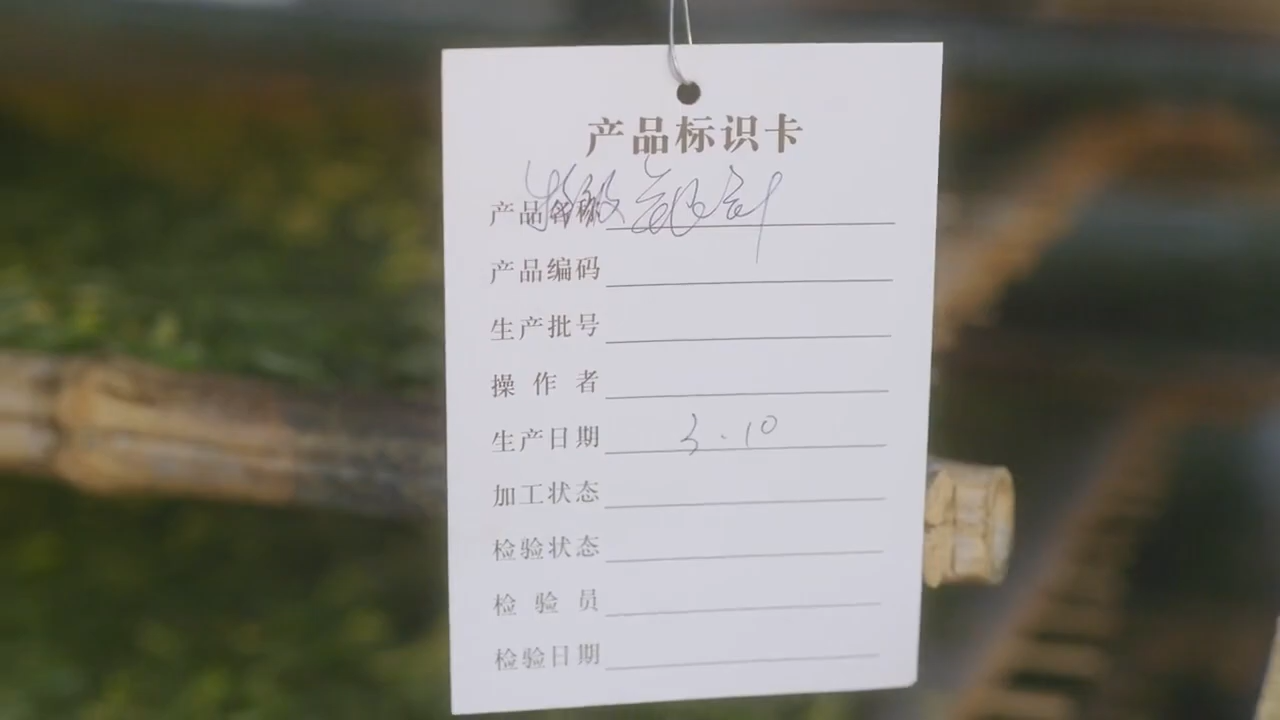 产品标识卡
产品名称
产品编码
生产批号
操作者
生产日期 3.10
加工状态
检验状态
检验员
检验日期